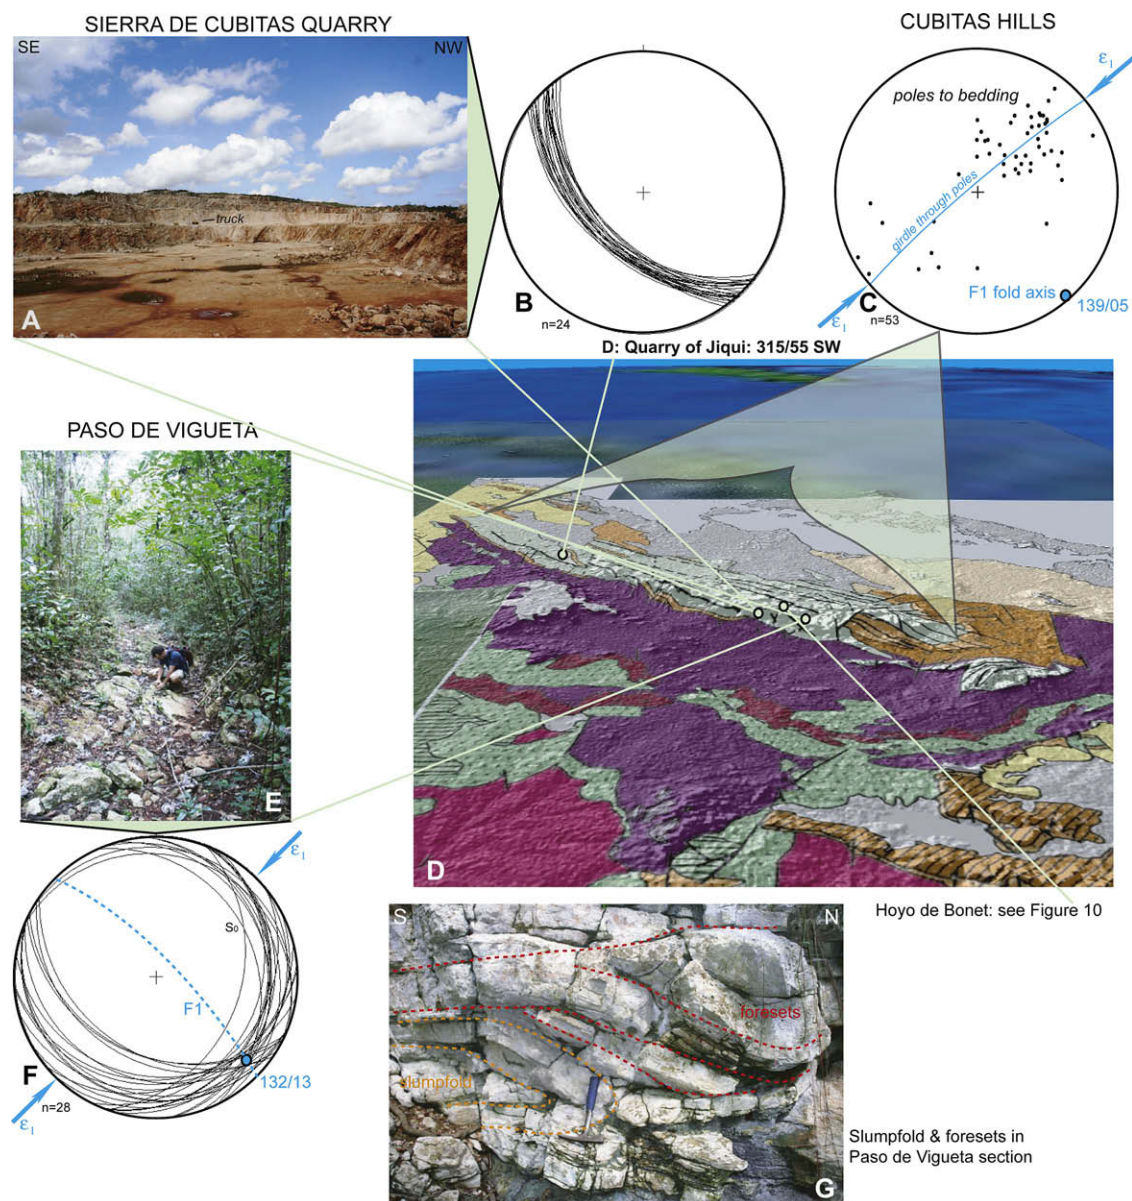 SIERRA DE CUBITAS QUARRY
SE
NW
truck
A
B
n=24
CUBITAS HILLS
ε1
poles to bedding
girdle through poles
F1 fold axis
139/05
C
ε1
n=53
D: Quarry of Jiqui: 315/55 SW
PASO DE VIGUETA
E
D
Hoyo de Bonet: see Figure 10
ε1
S0
F1
F
132/13
n=28
ε1
S
N
foresets
slumpfold
G
Slumpfold & foresets in
Paso de Vigueta section